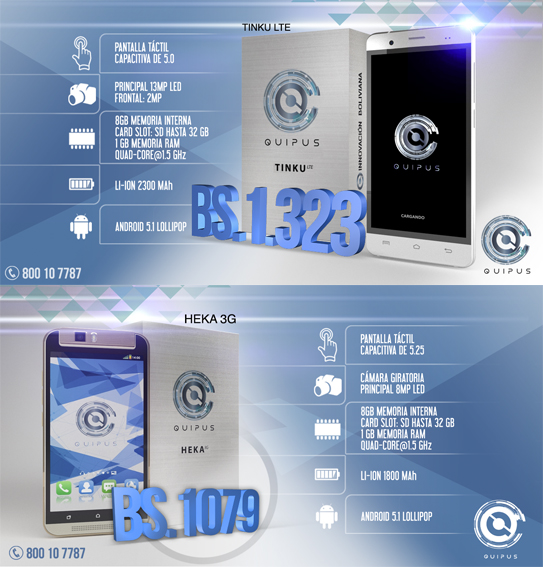 TINKU LTE
PANTALLA TÁCTIL
CAPACITIVA DE 5.0
PRINCIPAL 13MP LED
FRONTAL: 2MP
8GB MEMORIA INTERNA
CARD SLOT: SD HASTA 32 GB
1 GB MEMORIA RAM
QUAD-CORE@1.5 GHz
LI-ION 2300 MAh
ANDROID 5.1 LOLLIPOP
QUIPUS
TINKU LTE
INNOVACIÓN BOLIVIANA
QUIPUS
CARGANDO
BS.1.323
QUIPUS
800 10 7787
HEKA 3G
QUIPUS
HEKA
QUIPUS
BS.1079
PANTALLA TÁCTIL
CAPACITIVA DE 5.25
CÁMARA GIRATORIA
PRINCIPAL 8MP LED
8GB MEMORIA INTERNA
CARD SLOT: SD HASTA 32 GB
1 GB MEMORIA RAM
QUAD-CORE@1.5 GHz
LI-ION 1800 MAh
ANDROID 5.1 LOLLIPOP
QUIPUS
800 10 7787